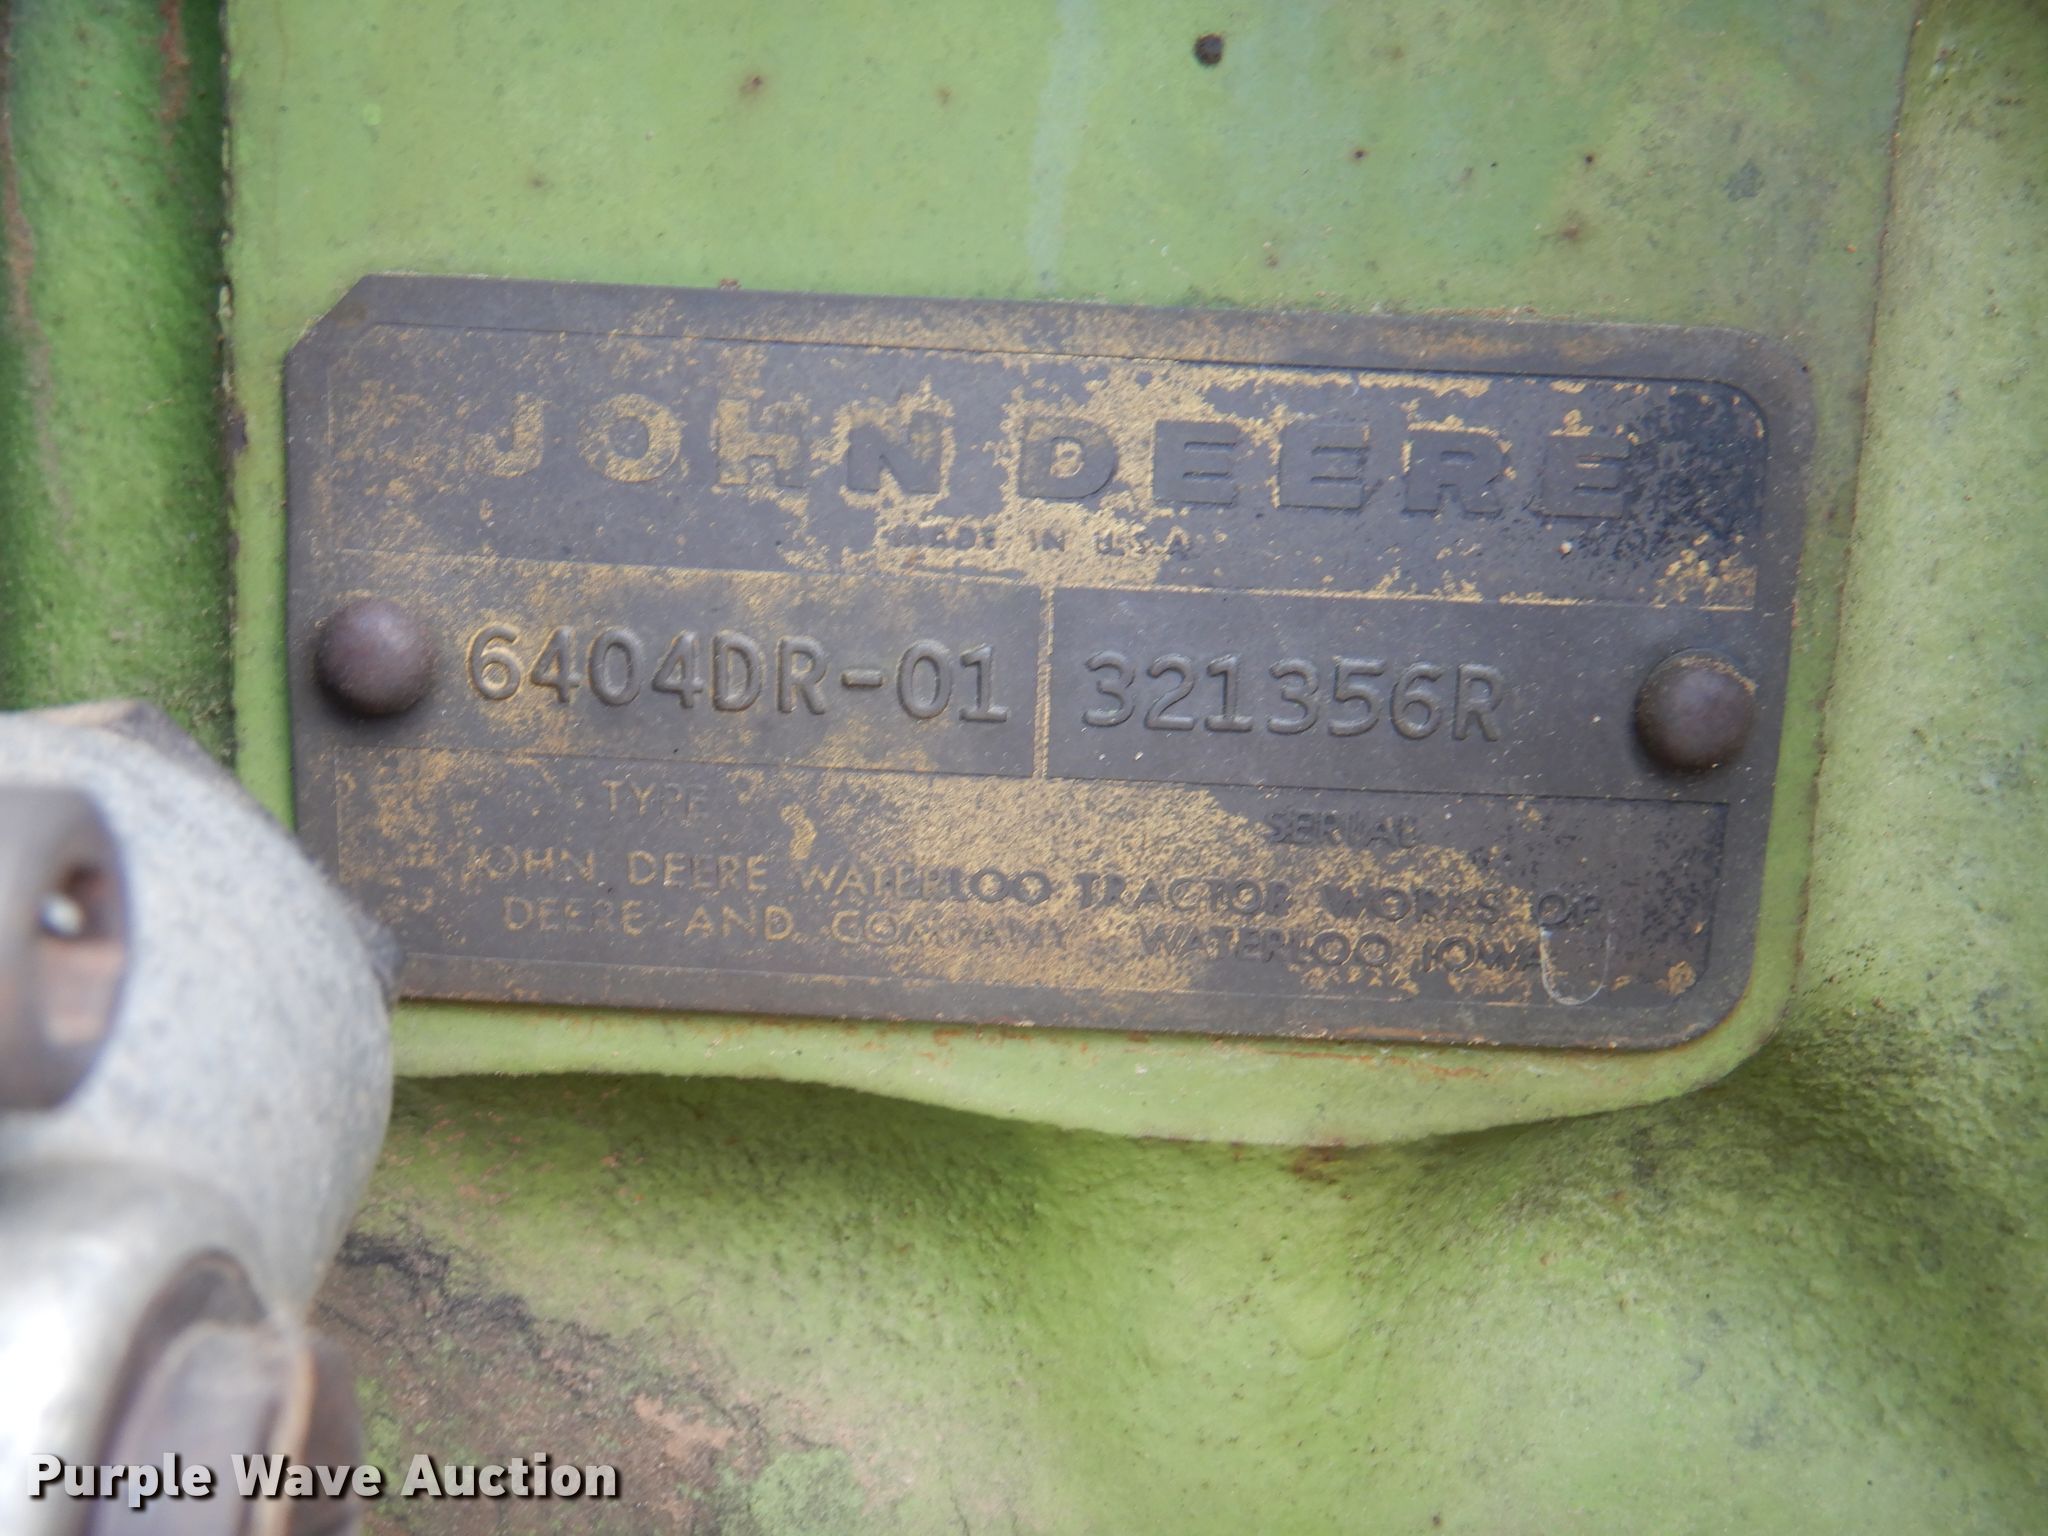 JOHN DEERE
MADE IN U.S.A
6404DR-01 321356R
TYPE SERIAL
JOHN DEERE WATERLOO TRACTOR WORKS OF
DEERE AND COMPANY WATERLOO IOWA
Purple Wave Auction